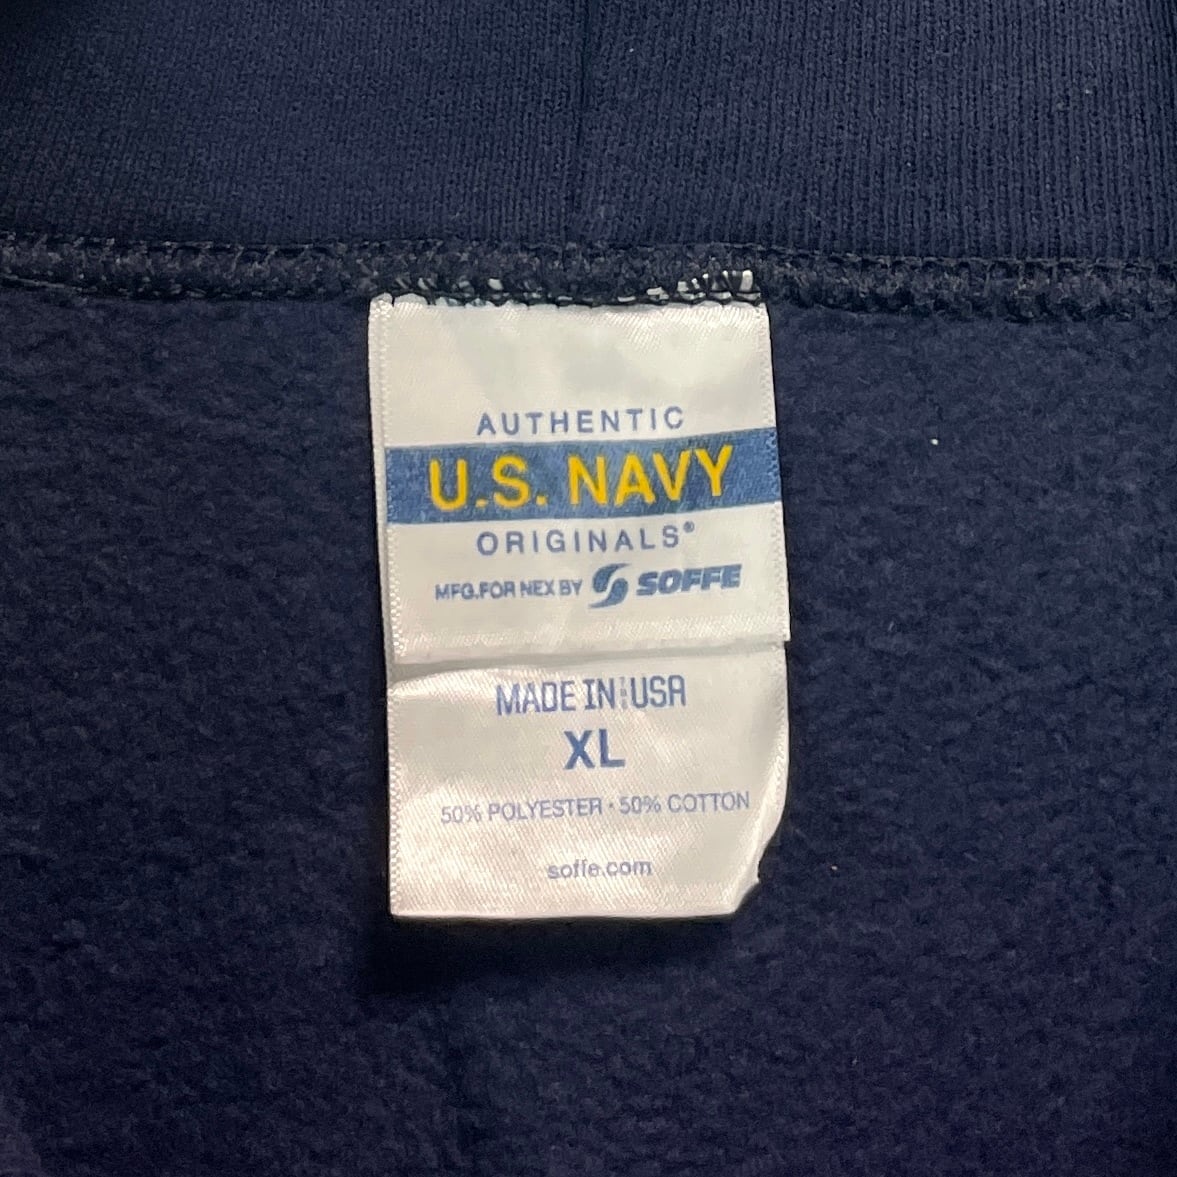 AUTHENTIC
U.S. NAVY
ORIGINALS®
MFG.FOR NEX BY SOFFE
MADE IN USA
XL
50% POLYESTER · 50% COTTON
soffe.com